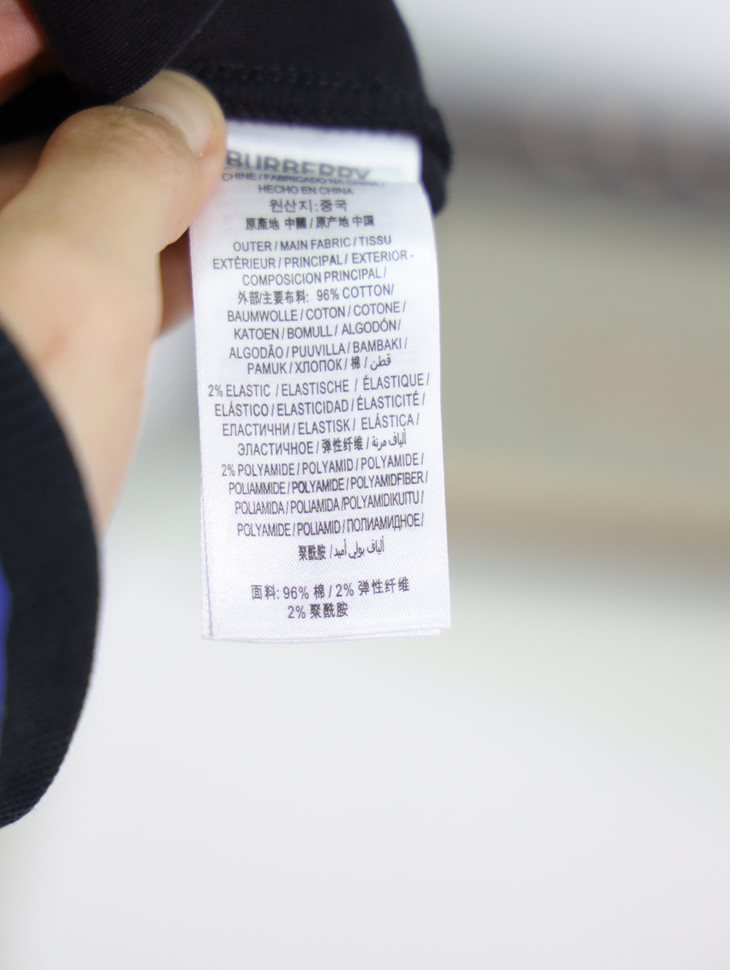 BURBERRY
CHINE / FABRICADO NA CHINA /
HECHO EN CHINA
원산지: 중국
原產地 中國 / 原产地 中国
OUTER / MAIN FABRIC / TISSU
EXTÉRIEUR / PRINCIPAL / EXTERIOR -
COMPOSICION PRINCIPAL /
外部/主要布料: 96% COTTON/
BAUMWOLLE / COTON / COTONE /
KATOEN / BOMULL / ALGODÓN/
ALGODÃO / PUUVILLA / BAMBAKI /
PAMUK / ХЛОПОК / 棉 / قطن
2% ELASTIC / ELASTISCHE / ÉLASTIQUE /
ELÁSTICO / ELASTICIDAD / ÉLASTICITÉ /
ЕЛАСТИЧНИ / ELASTISK / ELÁSTICA /
ЭЛАСТИЧНОЕ / 弹性纤维 / ألياف مرنة
2% POLYAMIDE / POLYAMID / POLYAMIDE /
POLIAMMIDE / POLYAMIDE / POLYAMIDFIBER /
POLIAMIDA / POLIAMIDA /POLYAMIDIKUITU /
POLYAMIDE / POLIAMID / ПОЛИАМИДНОЕ/
聚酰胺 / ألياف بولي أميد
面料: 96% 棉 / 2% 弹性纤维
2% 聚酰胺